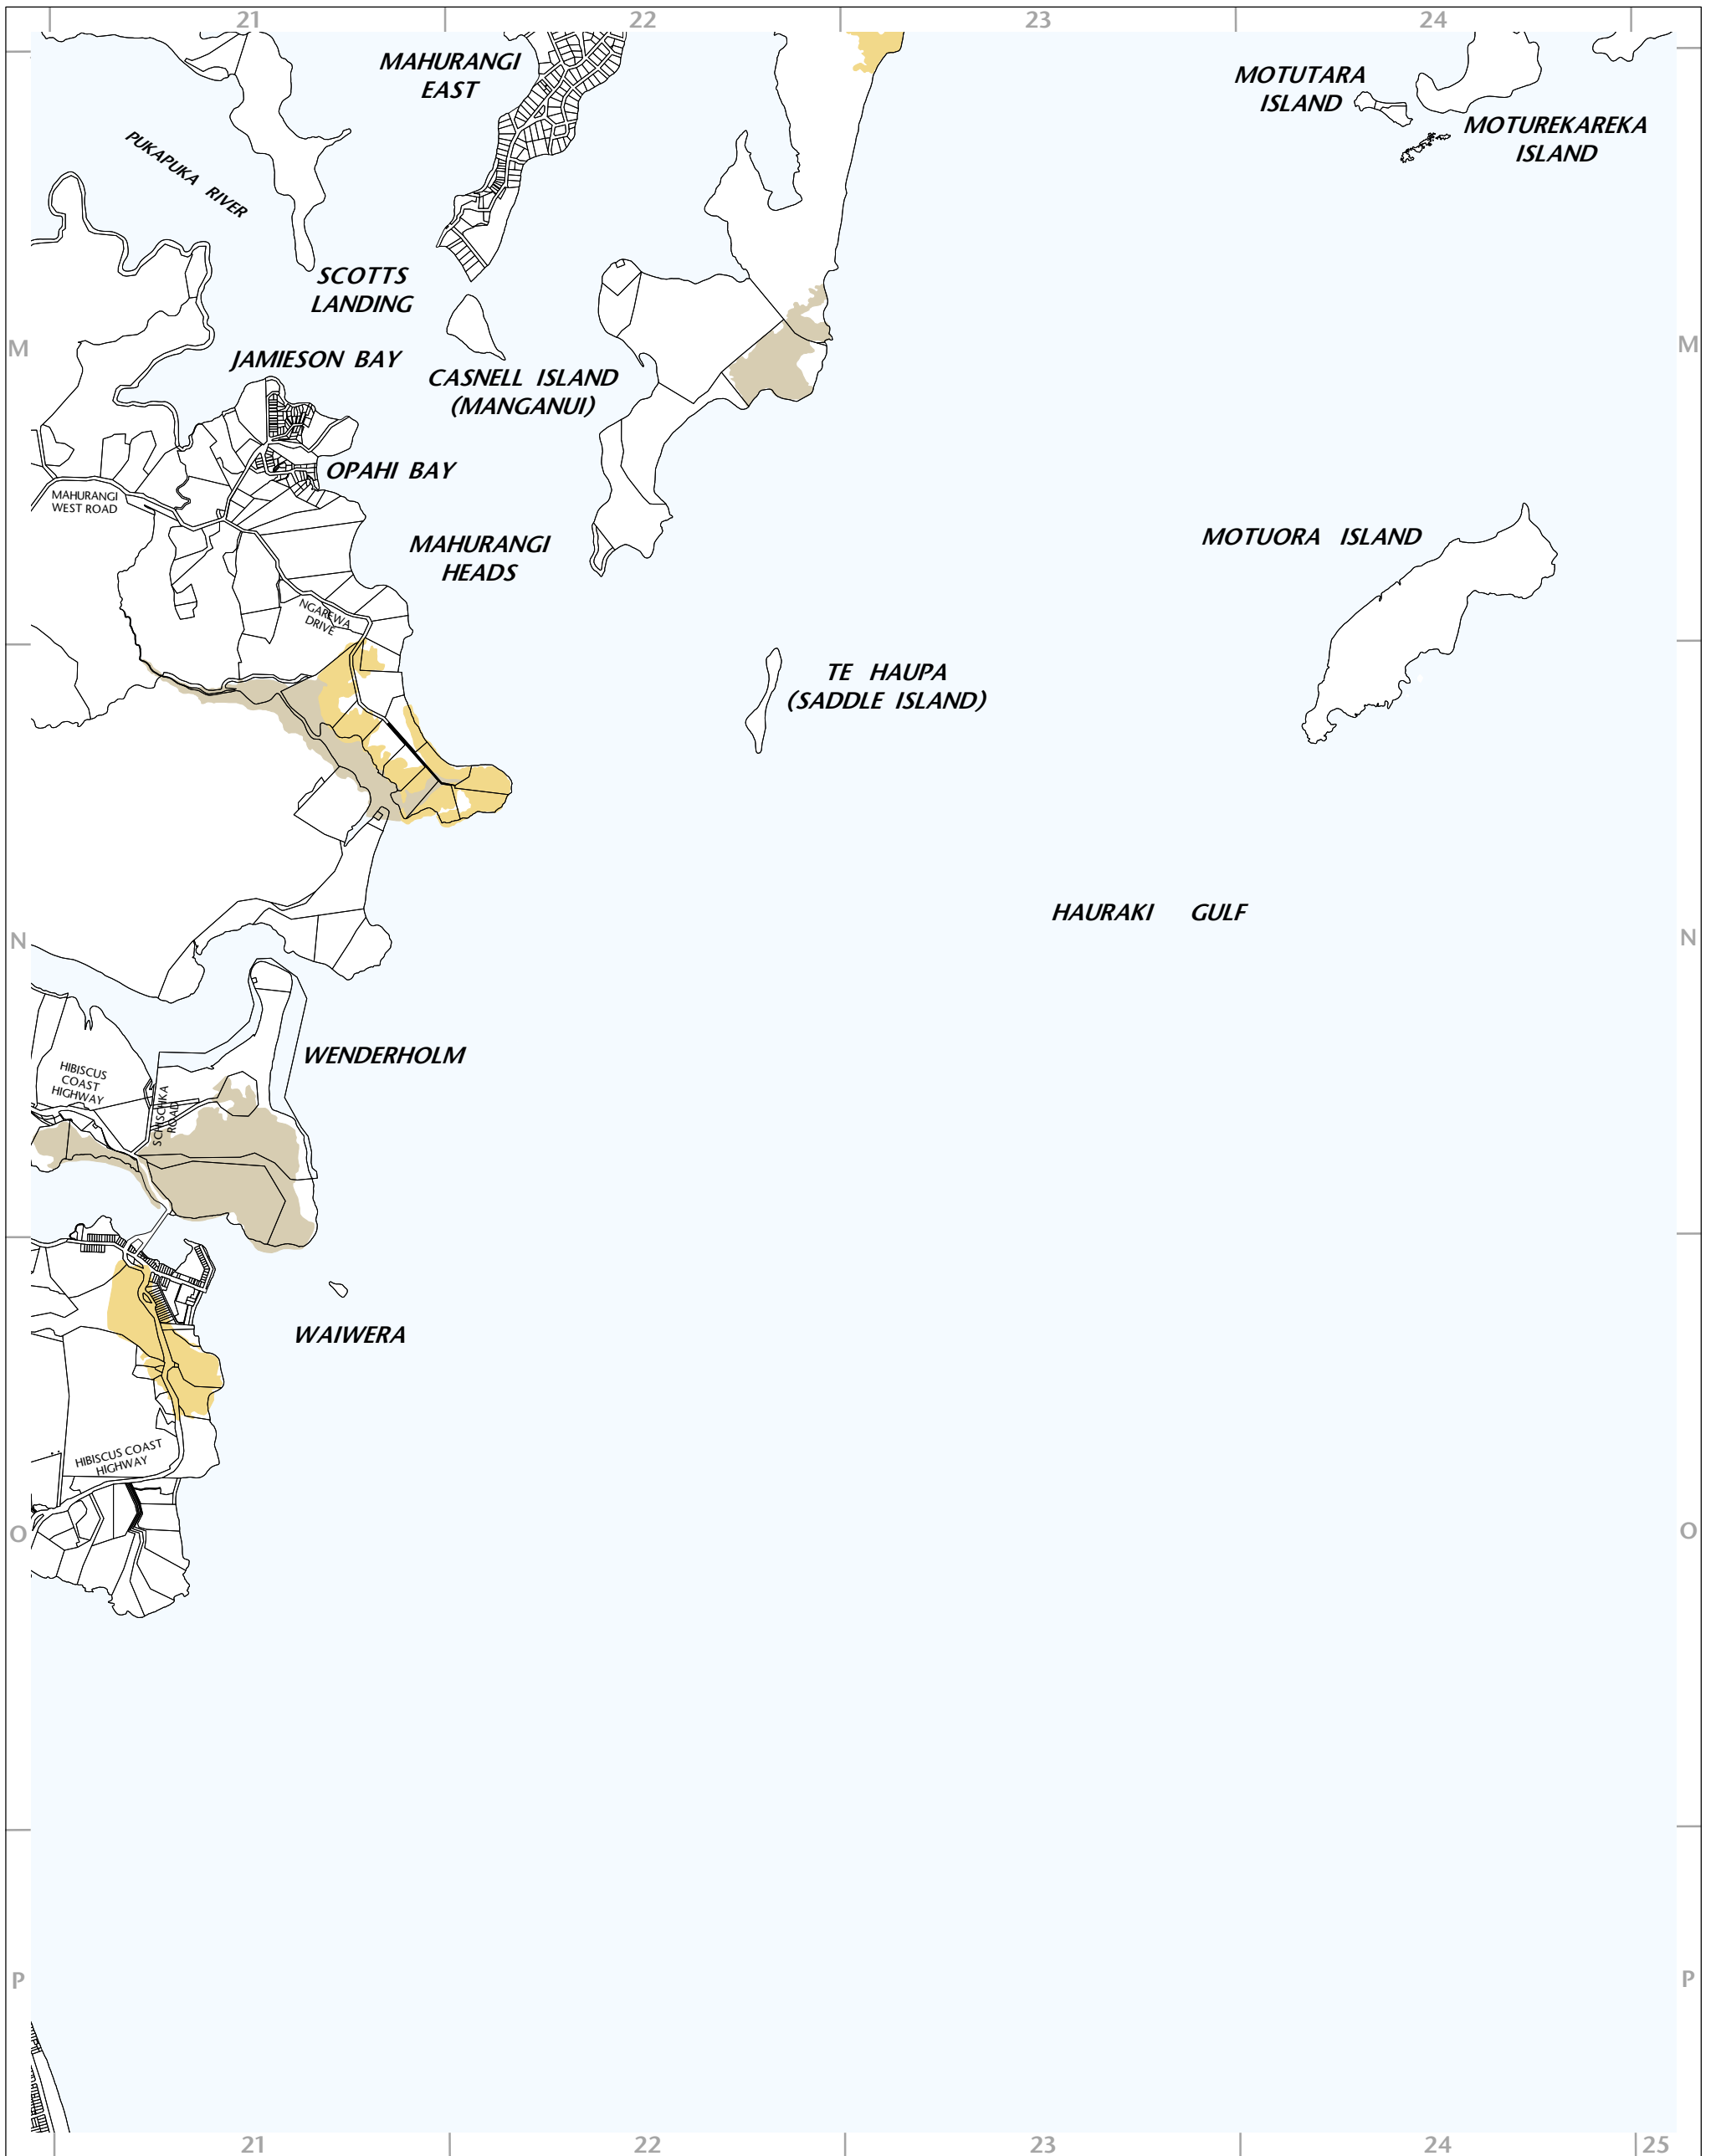 21
22
23
24
MAHURANGI
EAST
MOTUTARA
ISLAND
MOTUREKAREKA
ISLAND
PUKAPUKA RIVER
SCOTTS
LANDING
M
M
JAMIESON BAY
CASNELL ISLAND
(MANGANUI)
OPAHI BAY
MAHURANGI
WEST ROAD
MAHURANGI
HEADS
MOTUORA ISLAND
NGAREWA
DRIVE
TE HAUPA
(SADDLE ISLAND)
HAURAKI GULF
N
N
WENDERHOLM
HIBISCUS
COAST
HIGHWAY
SCHISCHKA
ROAD
WAIWERA
HIBISCUS COAST
HIGHWAY
O
O
P
P
21
22
23
24
25